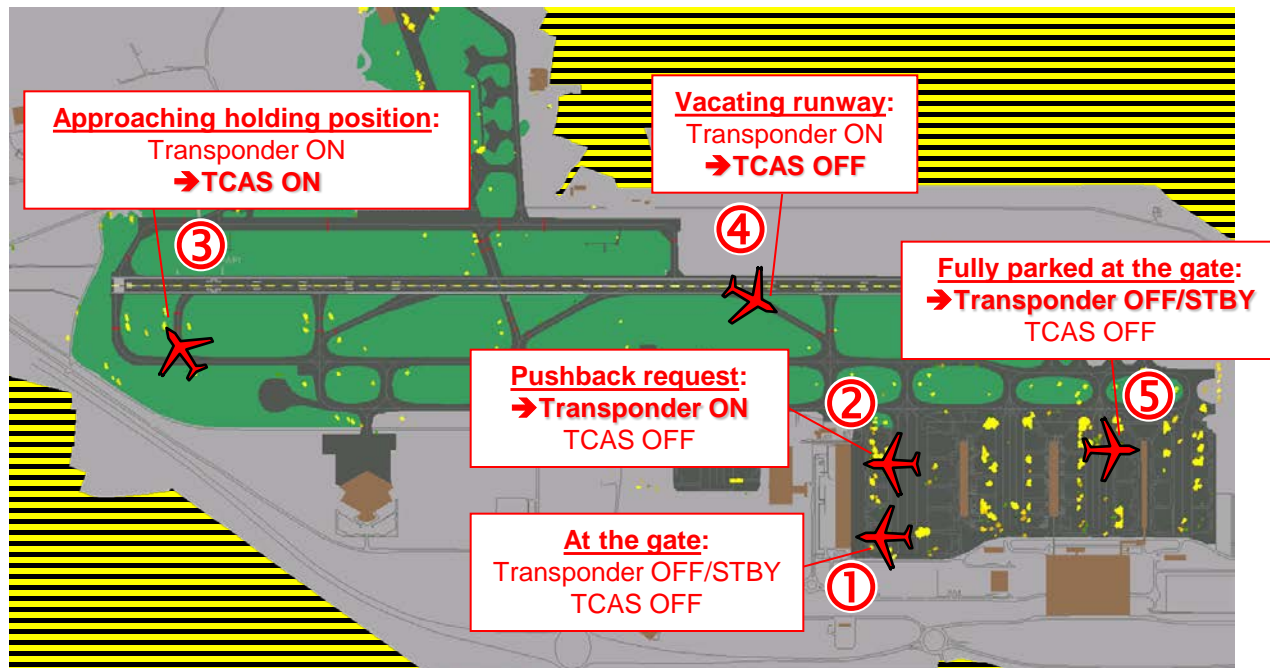 Approaching holding position:
Transponder ON
➔TCAS ON
③
Vacating runway:
Transponder ON
➔TCAS OFF
④
Fully parked at the gate:
➔Transponder OFF/STBY
TCAS OFF
⑤
Pushback request:
➔Transponder ON
TCAS OFF
②
At the gate:
Transponder OFF/STBY
TCAS OFF
①